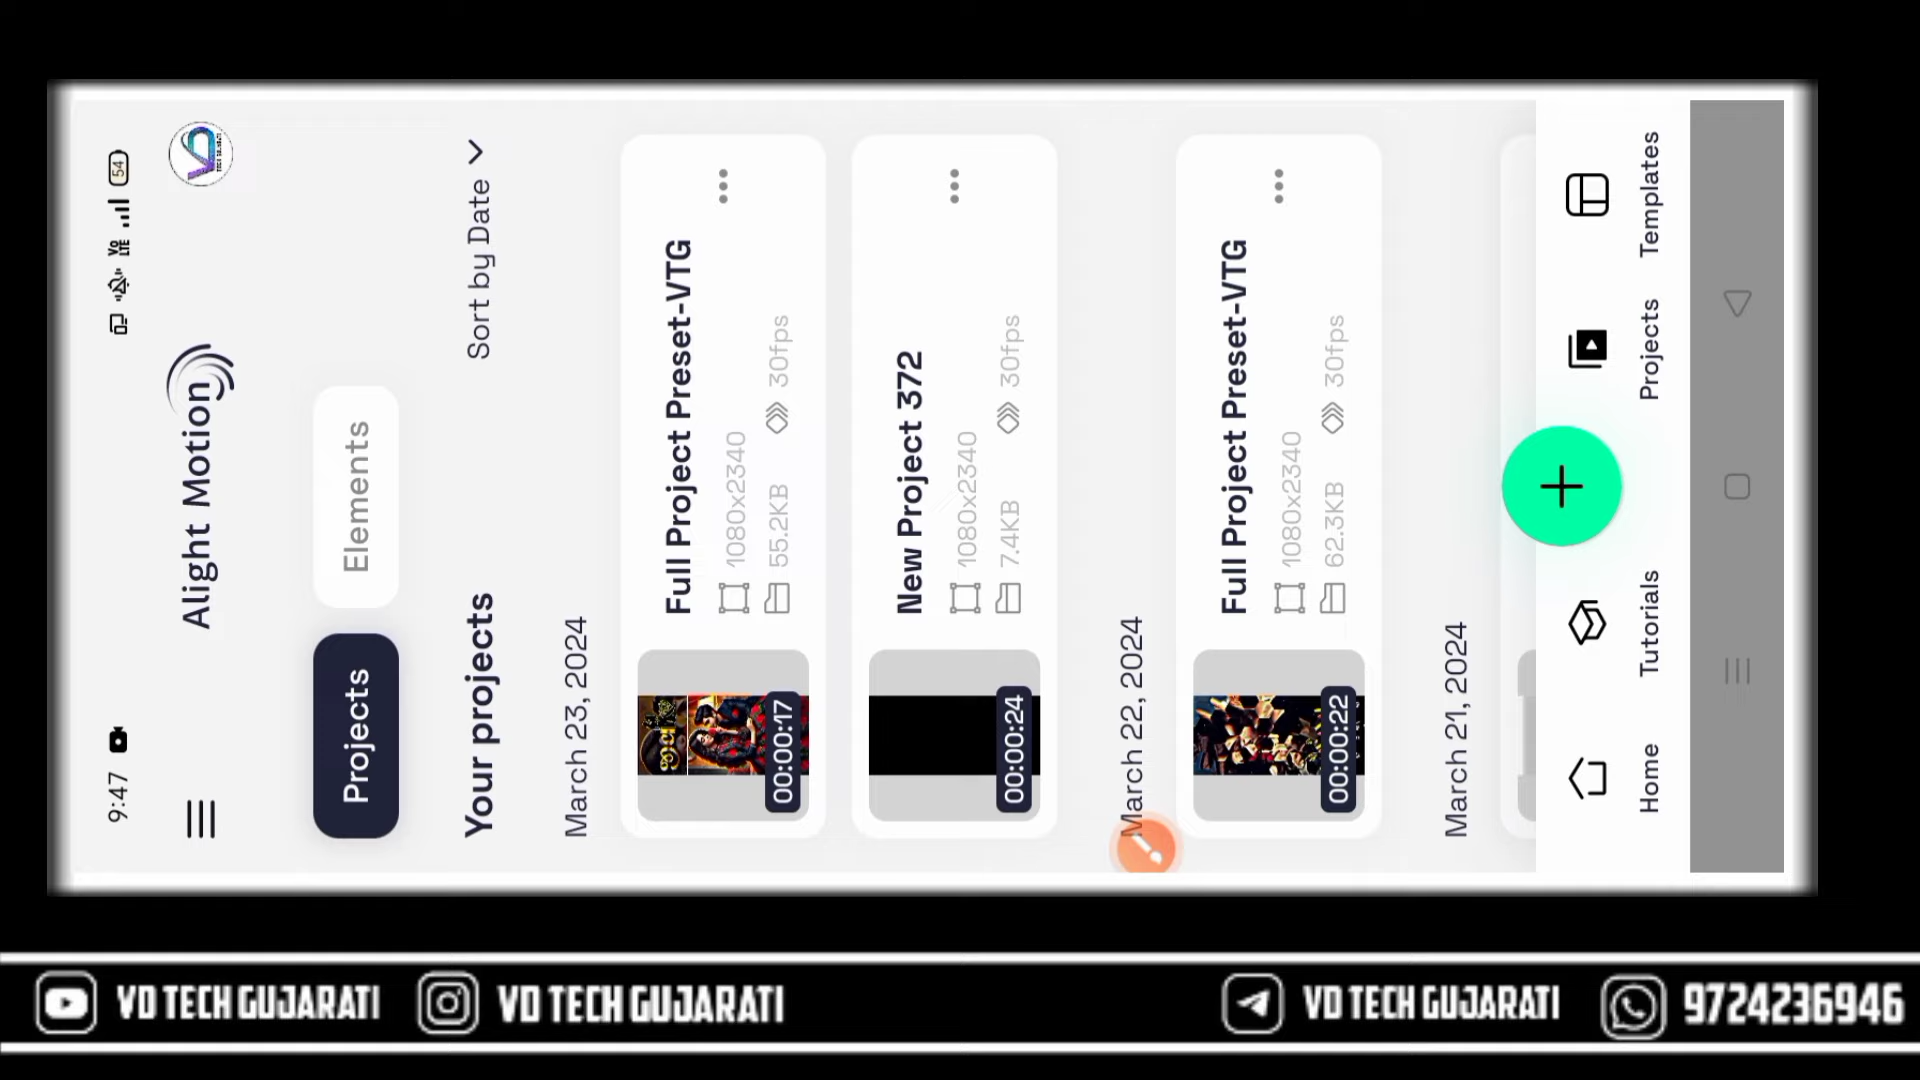 9:47
54
Alight Motion
VD
Projects
Elements
Your projects
Sort by Date
March 23, 2024
Full Project Preset-VTG
1080x2340
55.2KB
30fps
00:00:17
New Project 372
1080x2340
7.4KB
30fps
00:00:24
March 22, 2024
Full Project Preset-VTG
1080x2340
62.3KB
30fps
00:00:22
March 21, 2024
Home
Tutorials
Projects
Templates
VD TECH GUJARATI
VD TECH GUJARATI
VD TECH GUJARATI
9724236946